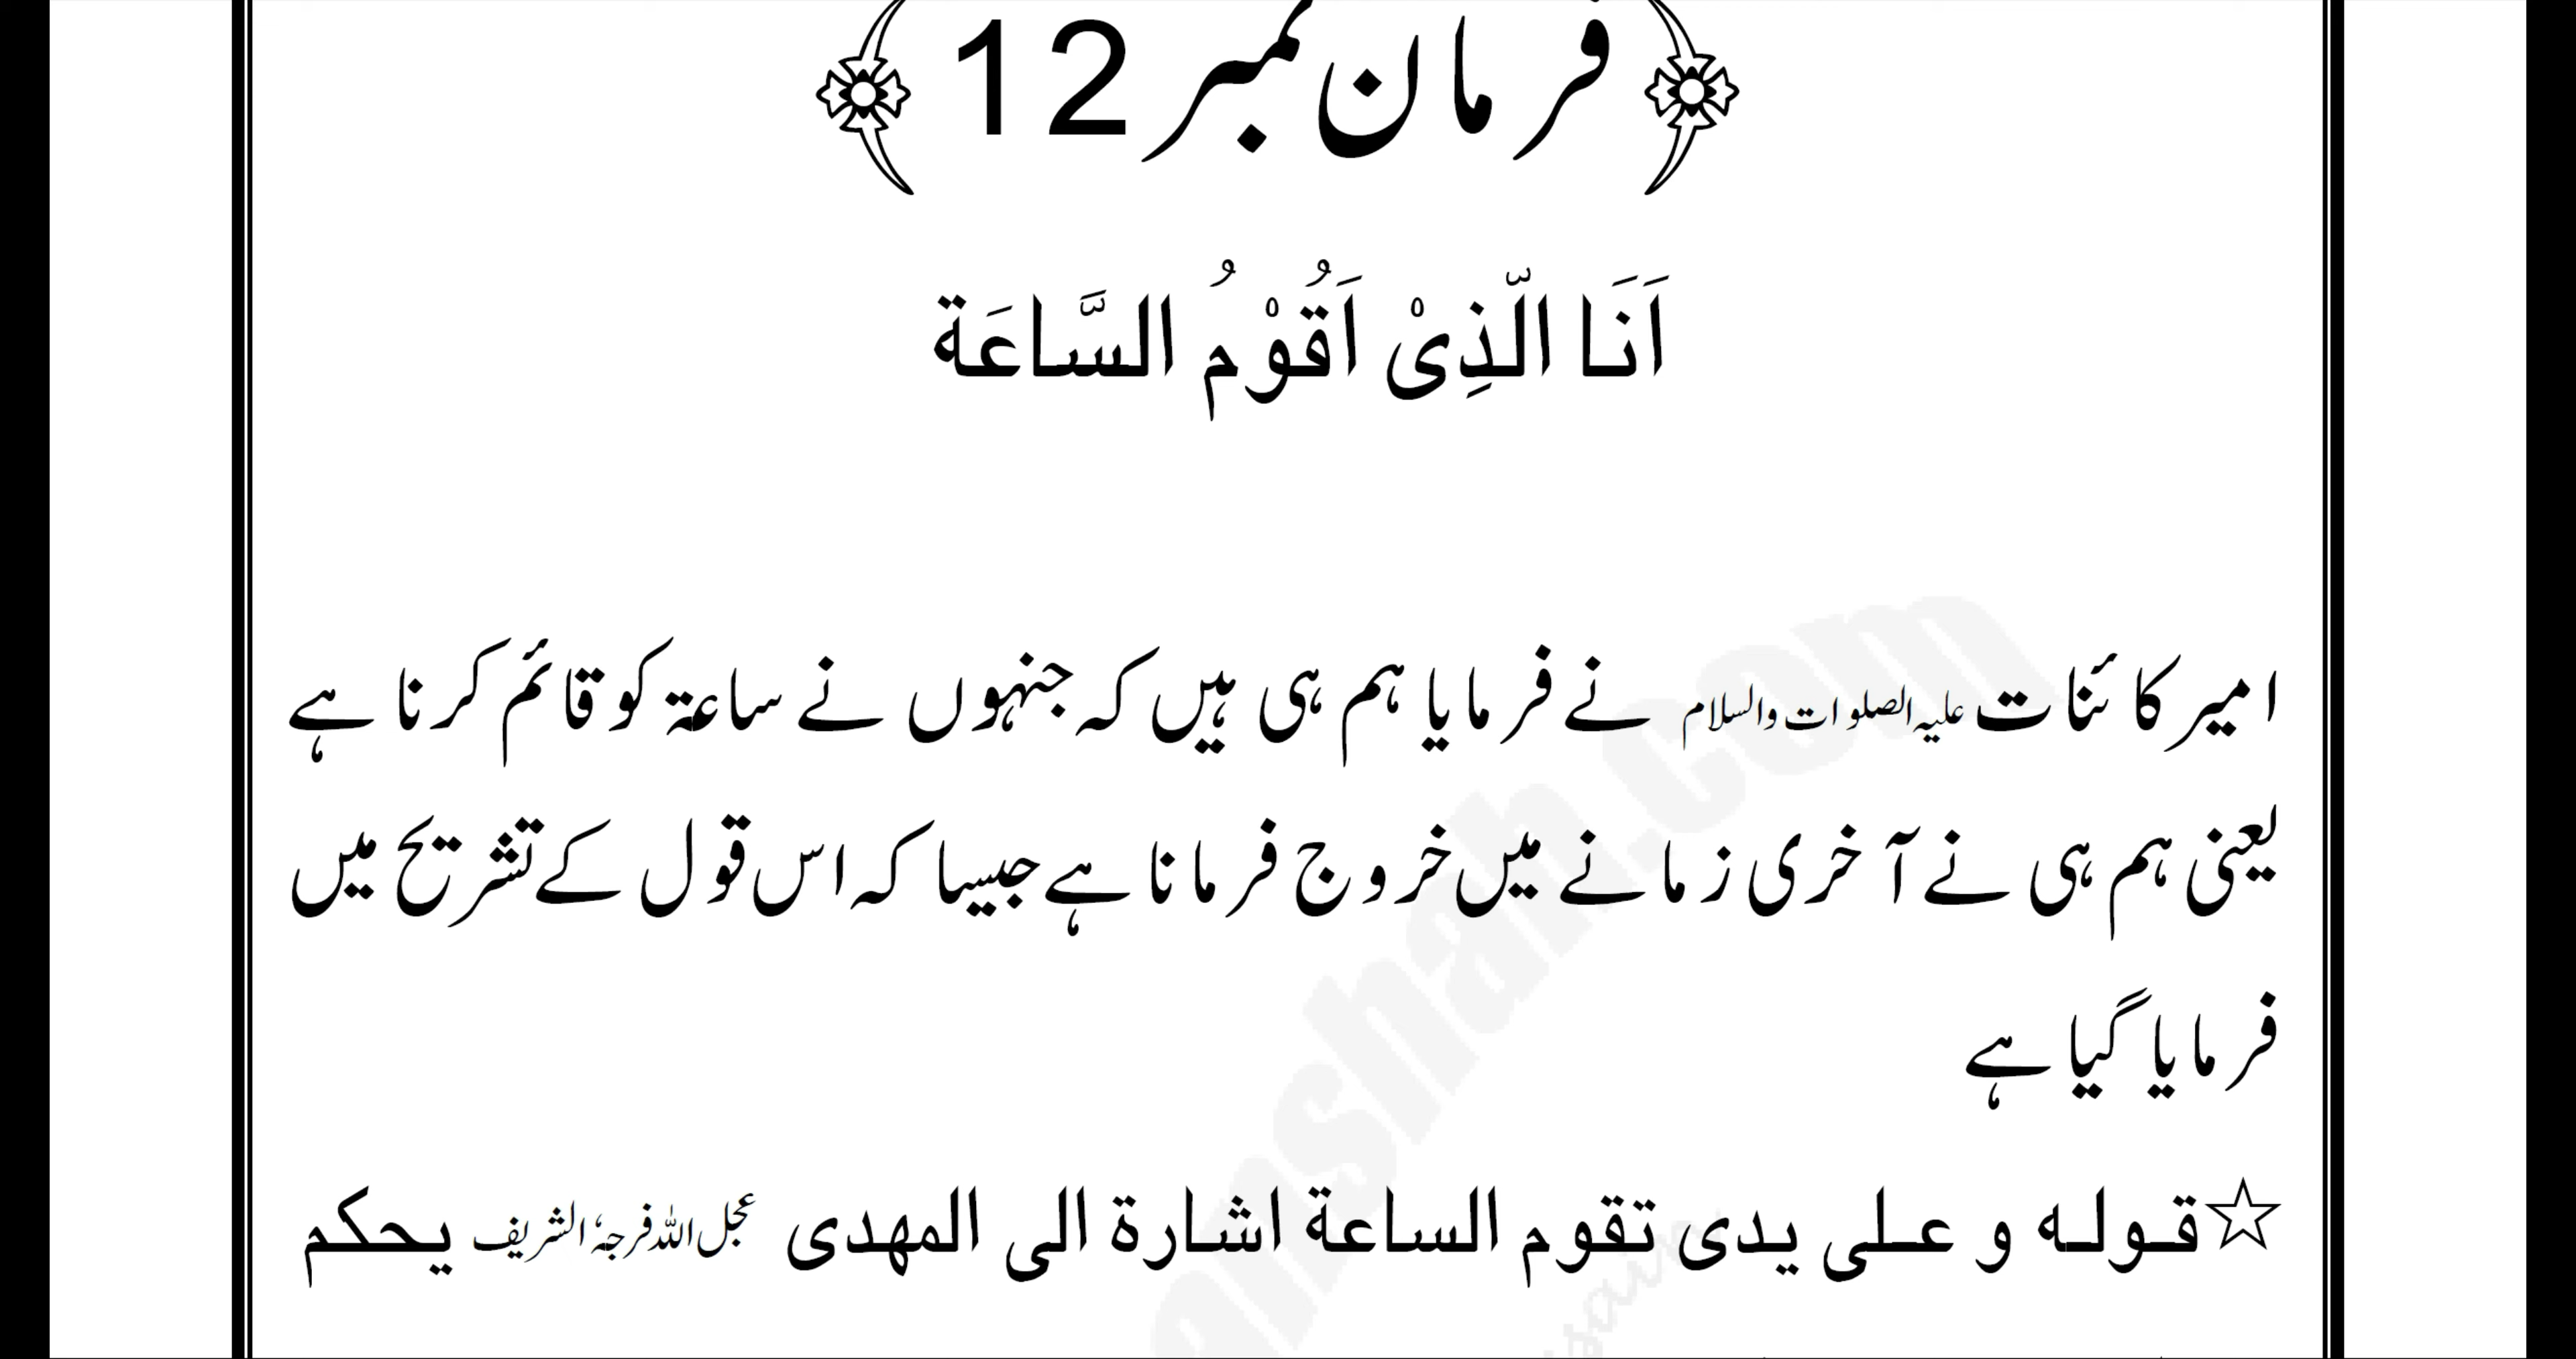 فرمان نمبر 12
اَنَا الّذِیْ اَقُوْمُ السَّاعَة
امیر کائنات علیہ الصلوات والسلام نے فرمایا ہم ہی ہیں کہ جنہوں نے ساعۃ کو قائم کرنا ہے
یعنی ہم ہی نے آخری زمانے میں خروج فرمانا ہے جیسا کہ اس قول کے تشریح میں
فرمایا گیا ہے
☆قوله و علی یدی تقوم الساعة اشارة الی المهدی عجل اللہ فرجہٗ الشریف یحکم